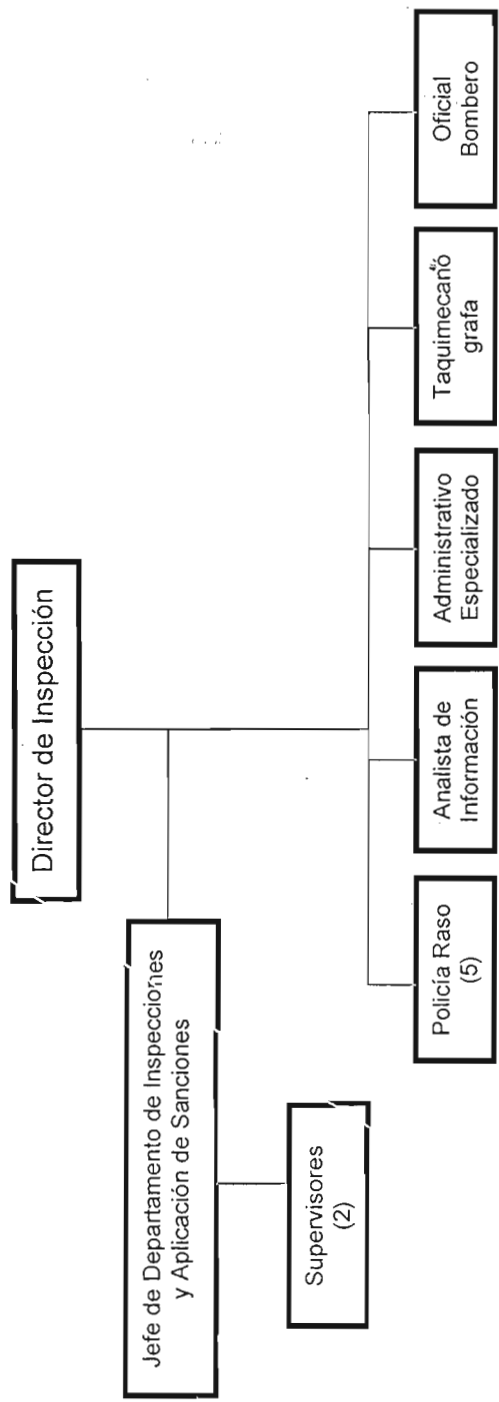 Director de Inspección
Jefe de Departamento de Inspecciones
y Aplicación de Sanciones
Supervisores
(2)
Policía Raso
(5)
Analista de
Información
Administrativo
Especializado
Taquimecanó
grafa
Oficial
Bombero